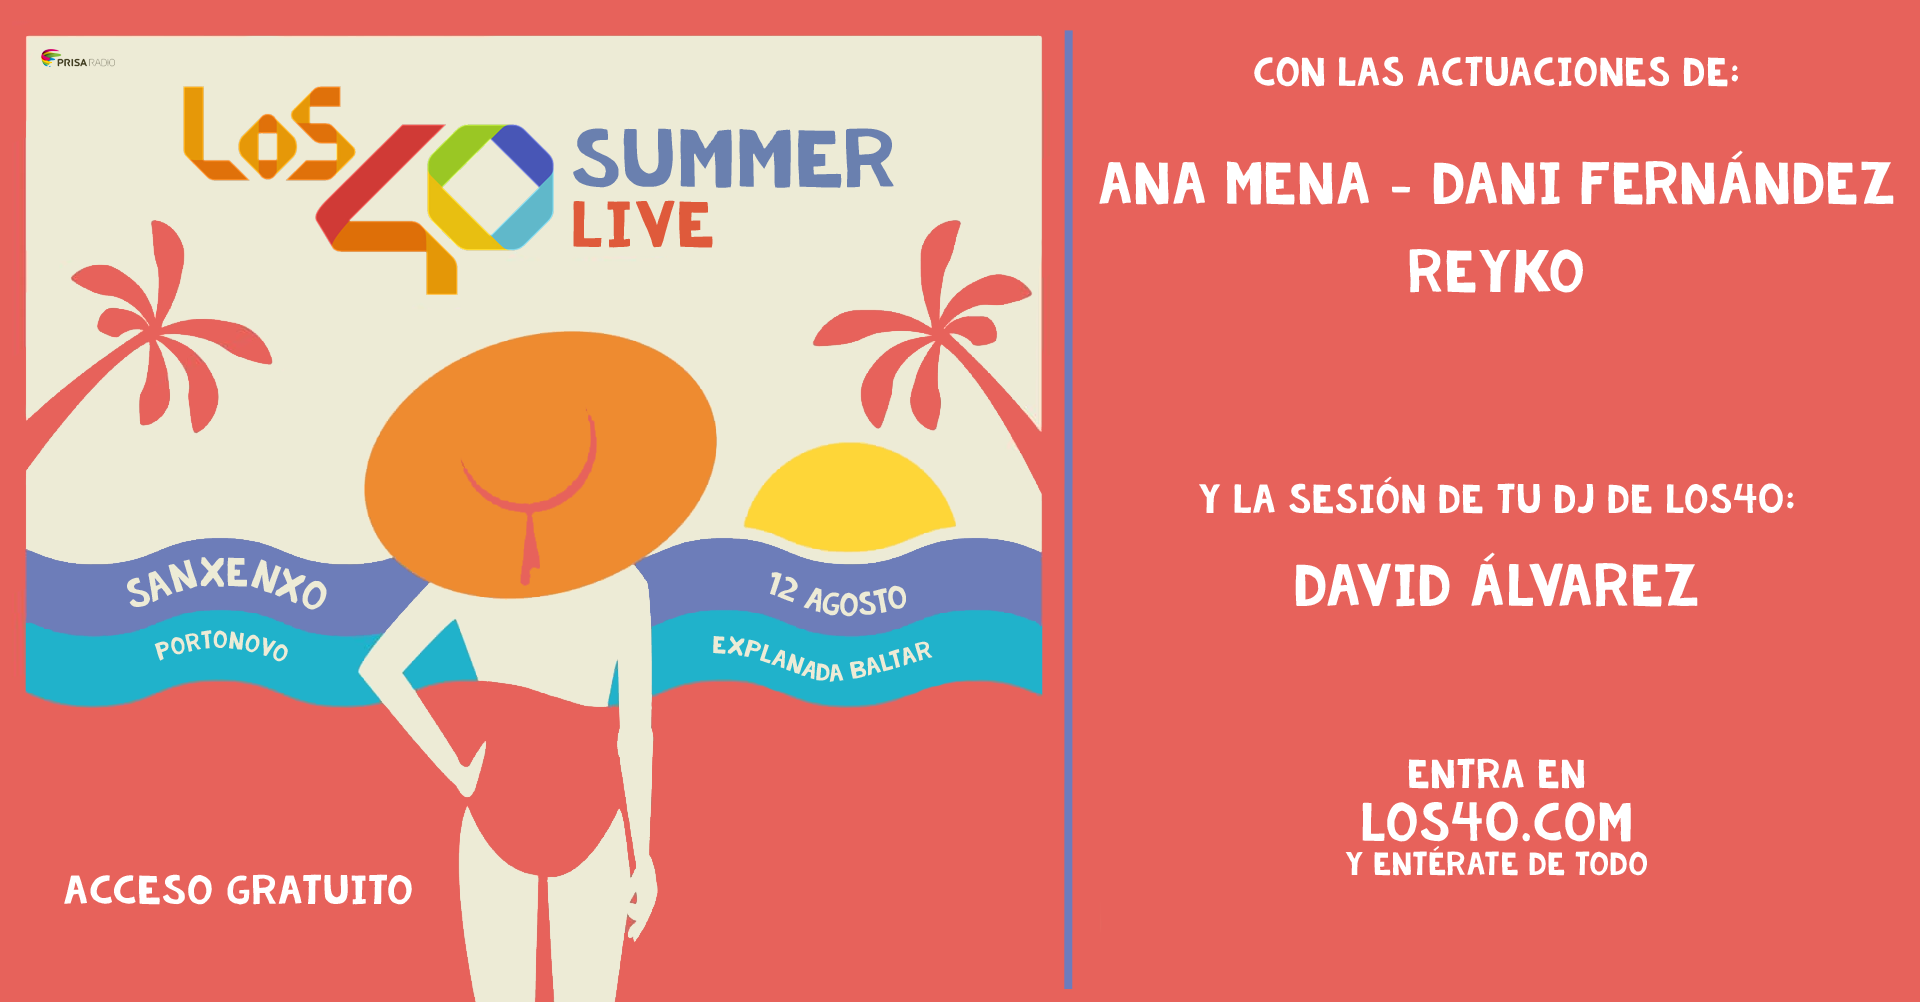 PRISA RADIO
LOS
40
SUMMER
LIVE
SANXENXO
PORTONOVO
12 AGOSTO
EXPLANADA BALTAR
ACCESO GRATUITO
CON LAS ACTUACIONES DE:
ANA MENA - DANI FERNÁNDEZ
REYKO
Y LA SESIÓN DE TU DJ DE LOS40:
DAVID ÁLVAREZ
ENTRA EN
LOS40.COM
Y ENTÉRATE DE TODO